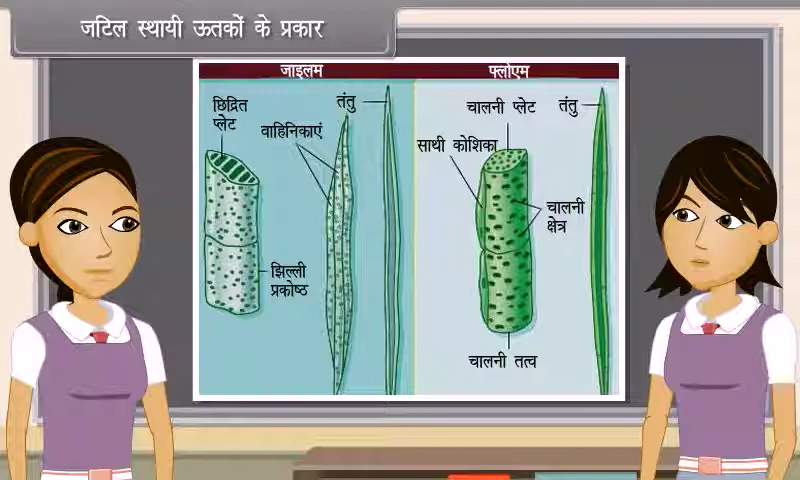 जटिल स्थायी ऊतकों के प्रकार
जाइलम
फ्लोएम
छिद्रित
प्लेट
तंतु
वाहिनिकाएं
झिल्ली
प्रकोष्ठ
चालनी प्लेट
तंतु
साथी कोशिका
चालनी
क्षेत्र
चालनी तत्व